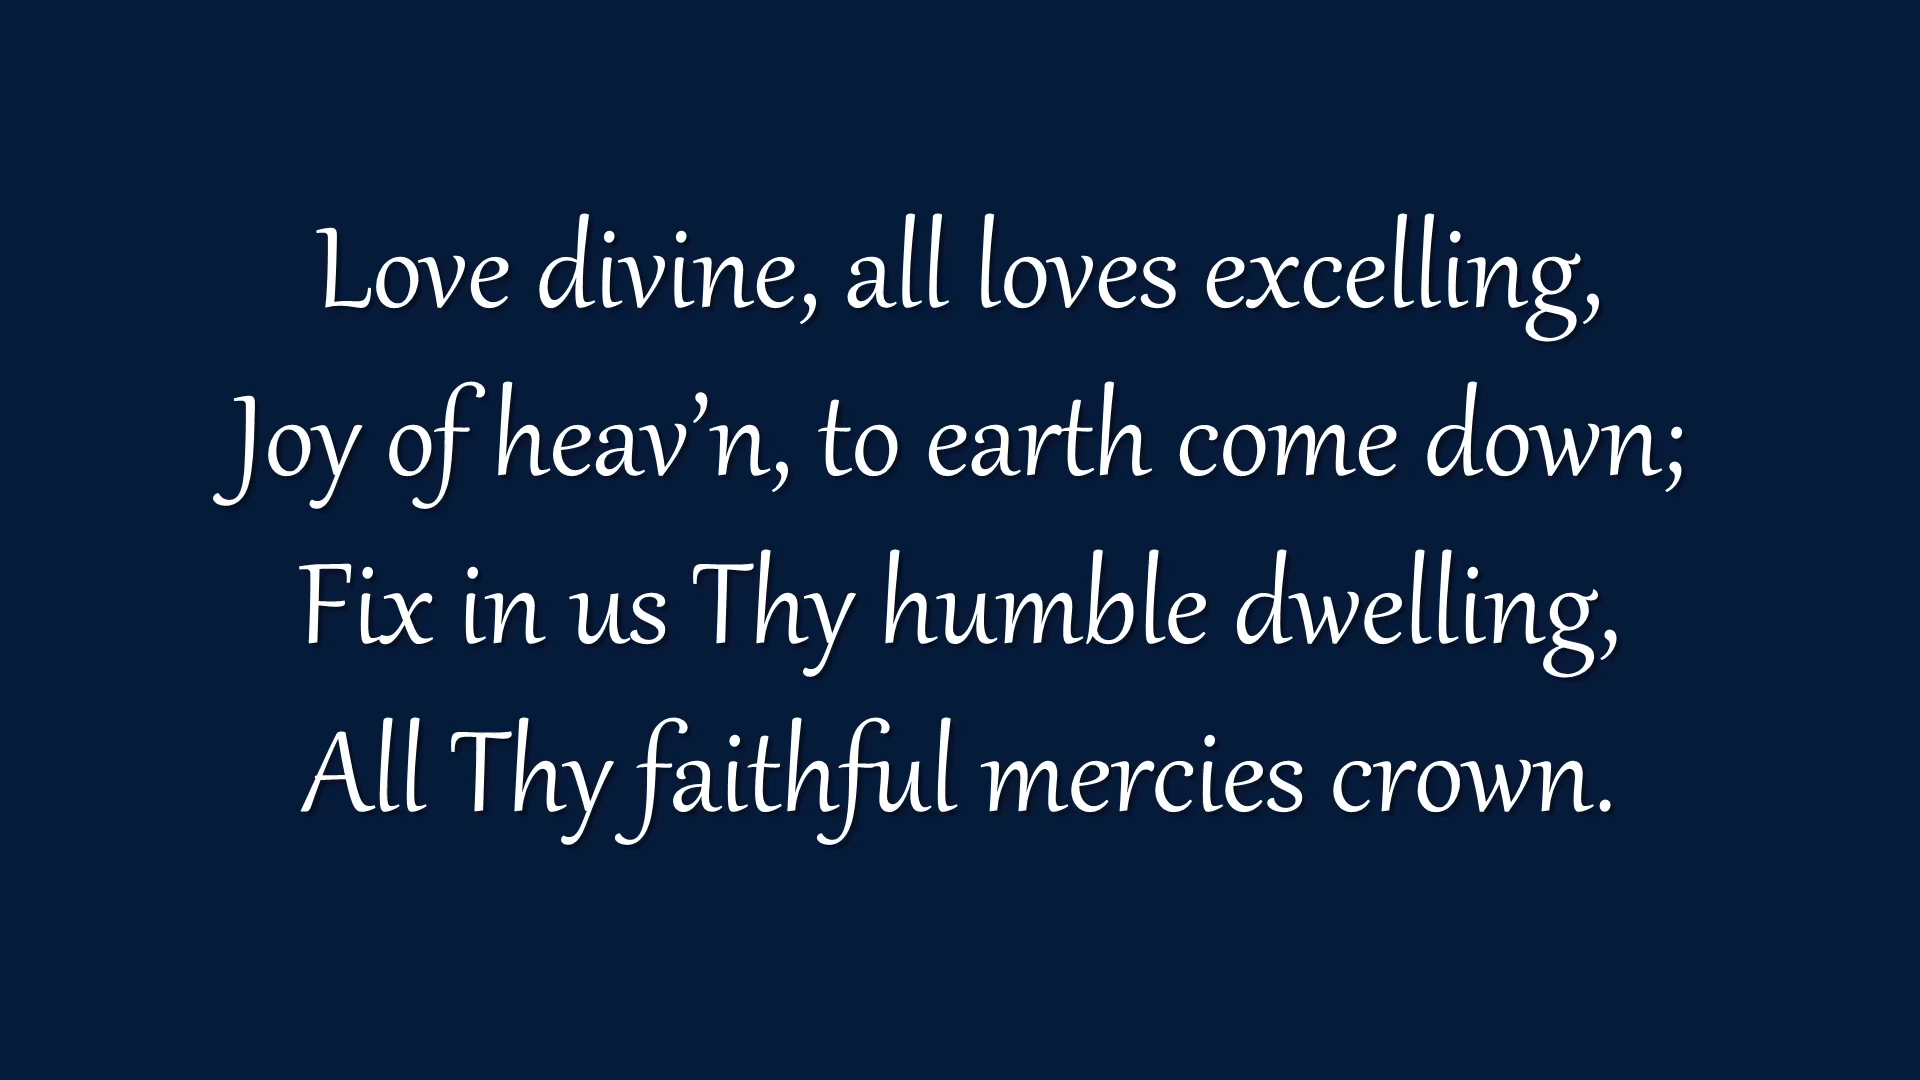 Love divine, all loves excelling,
Joy of heav’n, to earth come down;
Fix in us Thy humble dwelling,
All Thy faithful mercies crown.